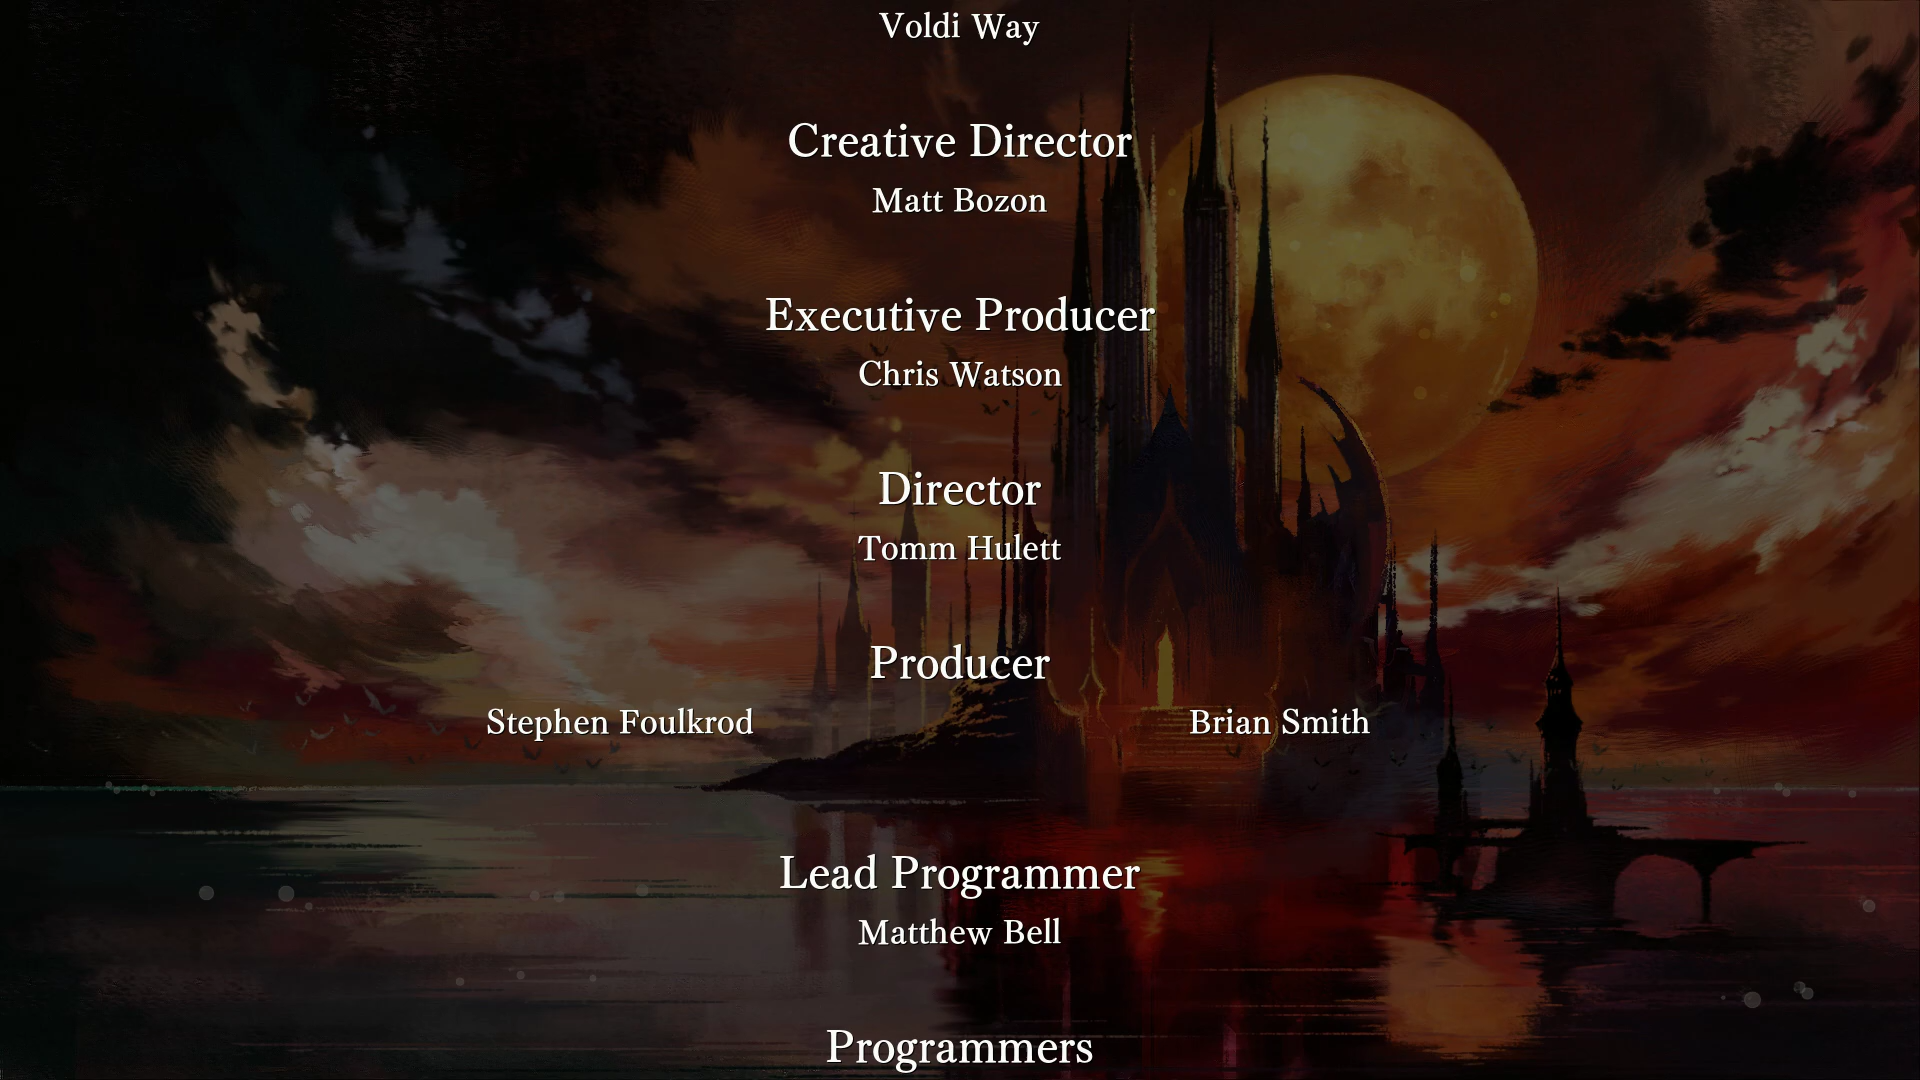 Voldi Way
Creative Director
Matt Bozon
Executive Producer
Chris Watson
Director
Tomm Hulett
Producer
Stephen Foulkrod Brian Smith
Lead Programmer
Matthew Bell
Programmers